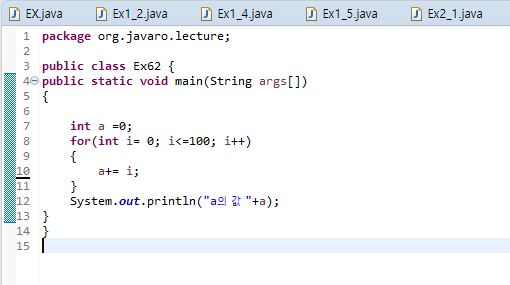 EX.java Ex1_2.java Ex1_4.java Ex1_5.java Ex2_1.java
1 package org.javaro.lecture;
2
3 public class Ex62 {
4 public static void main(String args[])
5 {
6
7 int a =0;
8 for(int i= 0; i<=100; i++)
9 {
10 a+= i;
11 }
12 System.out.println("a의 값 "+a);
13 }
14 }
15